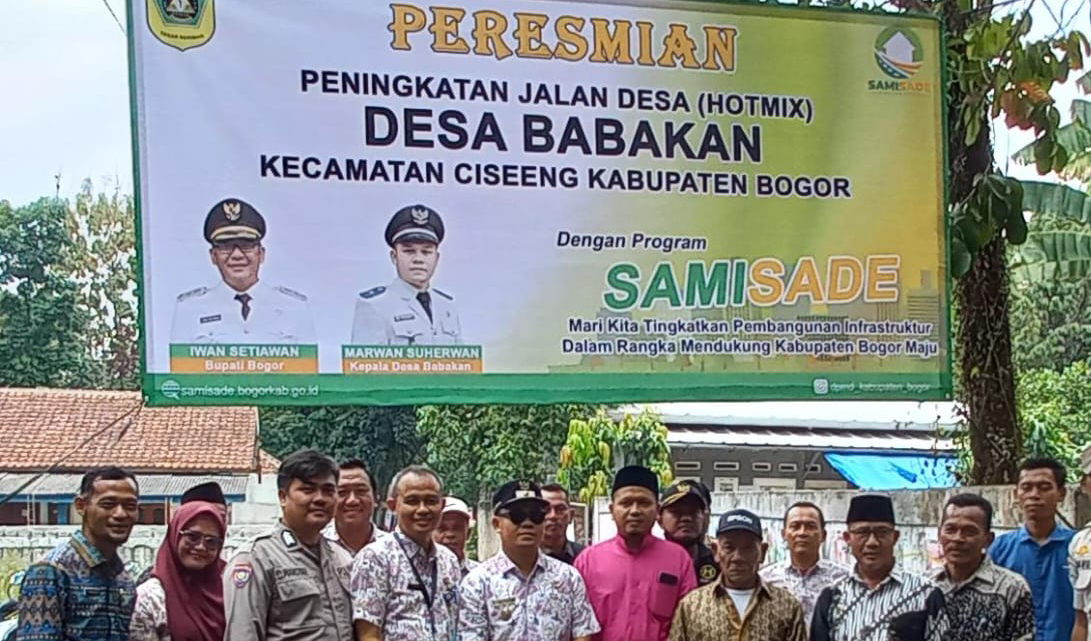 PERESMIAN
SAMISADE
PENINGKATAN JALAN DESA (HOTMIX)
DESA BABAKAN
KECAMATAN CISEENG KABUPATEN BOGOR
Dengan Program
SAMISADE
Mari Kita Tingkatkan Pembangunan Infrastruktur
Dalam Rangka Mendukung Kabupaten Bogor Maju
IWAN SETIAWAN
Bupati Bogor
MARWAN SUHERWAN
Kepala Desa Babakan
samisade.bogorkab.go.id
dpmd_kabupaten_bogor
EPSON